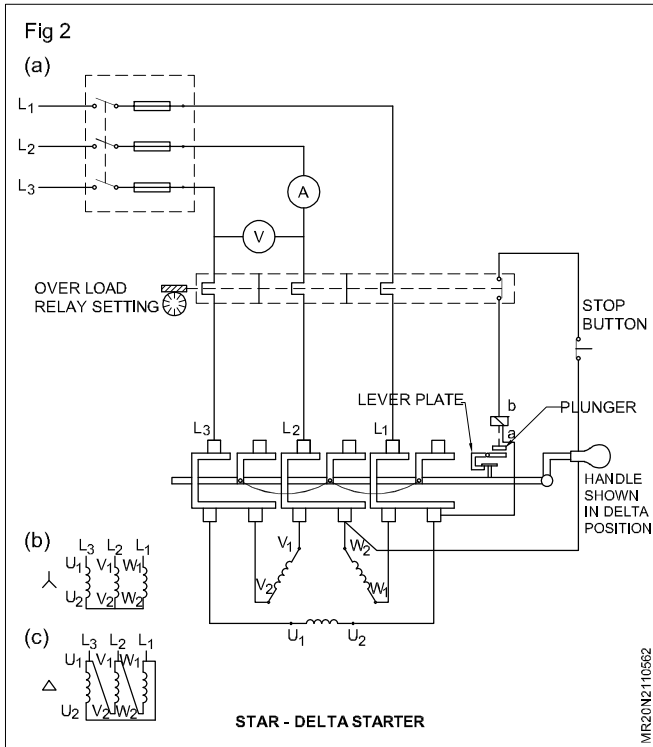 Fig 2
(a)
L1
L2
L3
A
V
OVER LOAD
RELAY SETTING
STOP
BUTTON
b
LEVER PLATE
PLUNGER
a
L3 L2 L1
HANDLE
SHOWN
IN DELTA
POSITION
V1 W2
V2 W1
U1 U2
(b)
L3 L2 L1
U1 V1 W1
U2 V2 W2
(c)
L3 L2 L1
U1 V1 W1
U2 V2 W2
STAR - DELTA STARTER
MR20N2110562